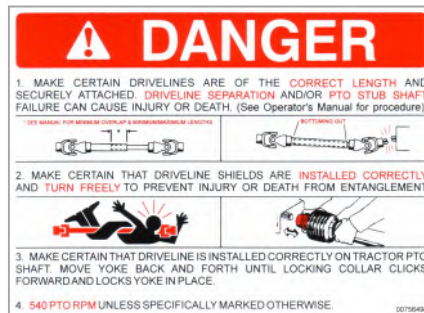 DANGER
1. MAKE CERTAIN DRIVELINES ARE OF THE CORRECT LENGTH AND
SECURELY ATTACHED. DRIVELINE SEPARATION AND/OR PTO STUB SHAFT
FAILURE CAN CAUSE INJURY OR DEATH. (See Operator's Manual for procedure)
* SEE MANUAL FOR MINIMUM OVERLAP & MINIMUM/MAXIMUM LENGTHS
BOTTOMING OUT
2. MAKE CERTAIN THAT DRIVELINE SHIELDS ARE INSTALLED CORRECTLY
AND TURN FREELY TO PREVENT INJURY OR DEATH FROM ENTANGLEMENT
3. MAKE CERTAIN THAT DRIVELINE IS INSTALLED CORRECTLY ON TRACTOR PTO
SHAFT. MOVE YOKE BACK AND FORTH UNTIL LOCKING COLLAR CLICKS
FORWARD AND LOCKS YOKE IN PLACE.
4. 540 PTO RPM UNLESS SPECIFICALLY MARKED OTHERWISE.